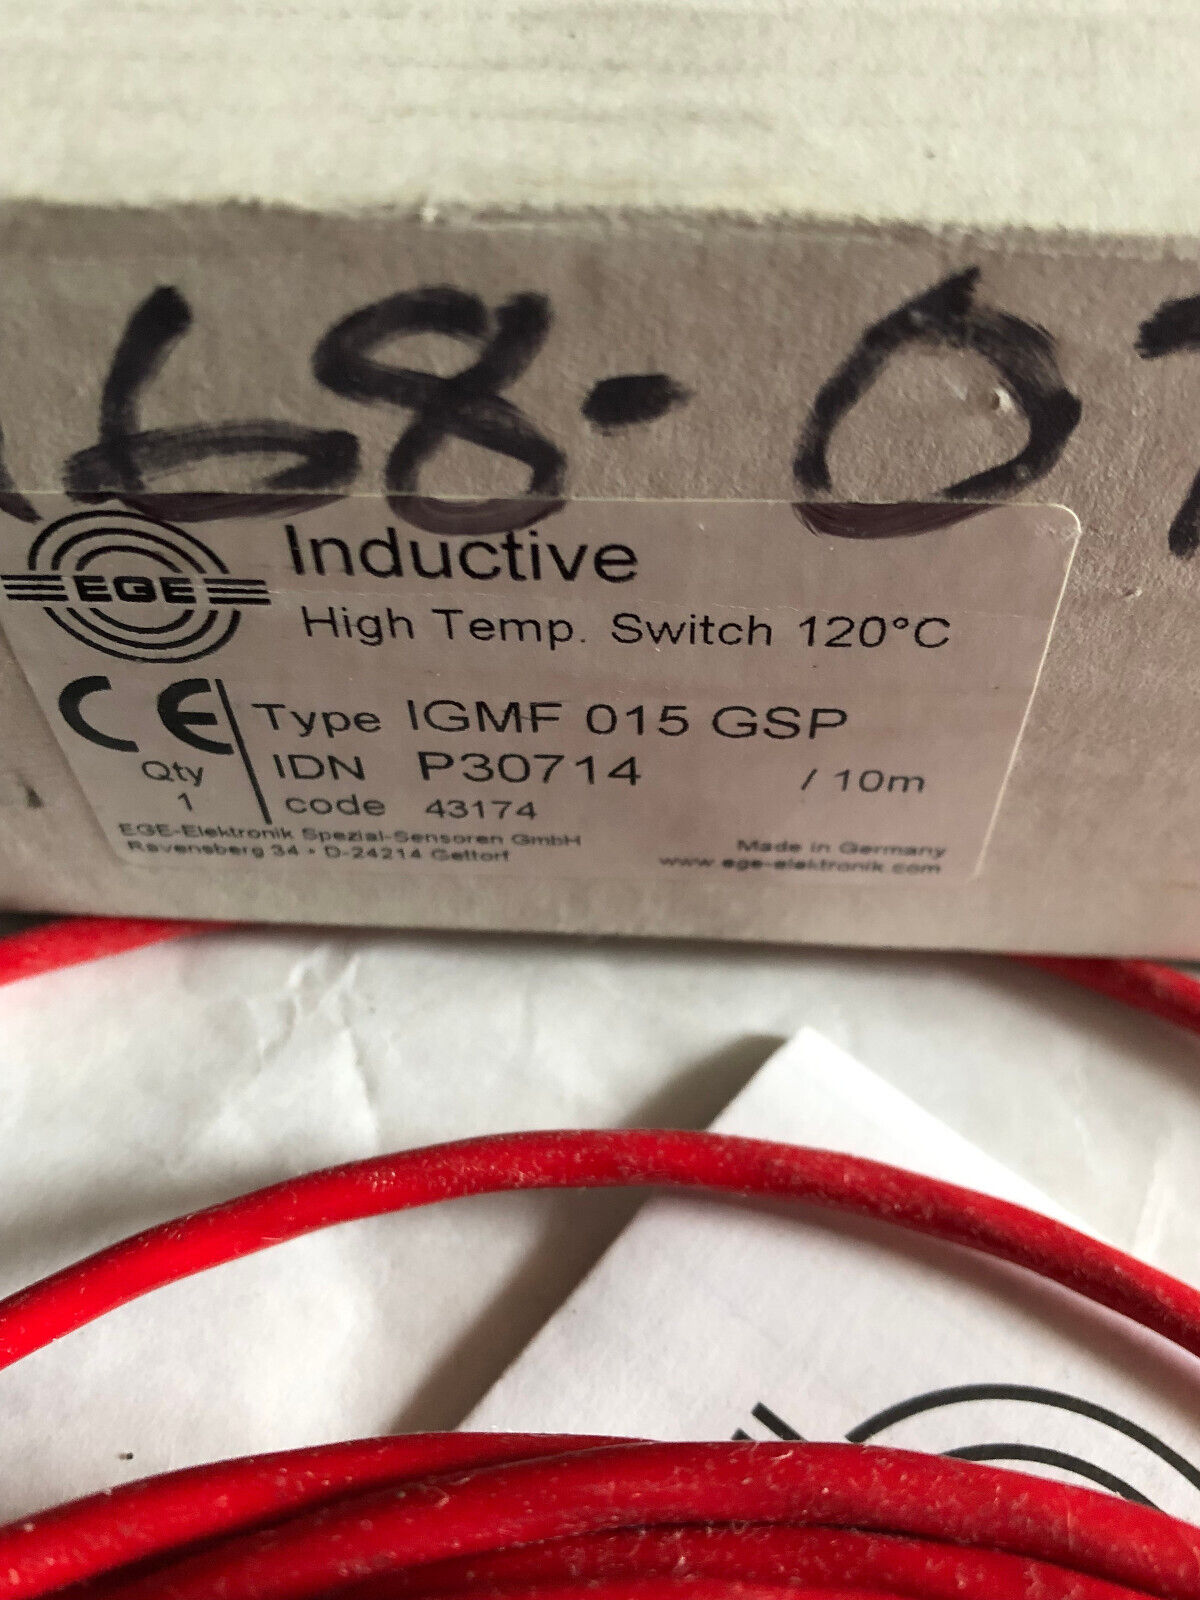 68-0
EGE
Inductive
High Temp. Switch 120°C
CE
Type IGMF 015 GSP
Qty
1
IDN P30714 / 10m
code 43174
EGE-Elektronik Spezial-Sensoren GmbH
Ravensberg 34 • D-24214 Gettorf
Made in Germany
www.ege-elektronik.com